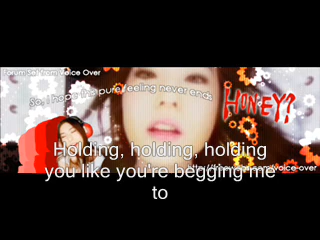 Forum Set from Voice Over
So, I hope this pure feeling never ends
HONEY?
Holding, holding, holding
you like you're begging me
to